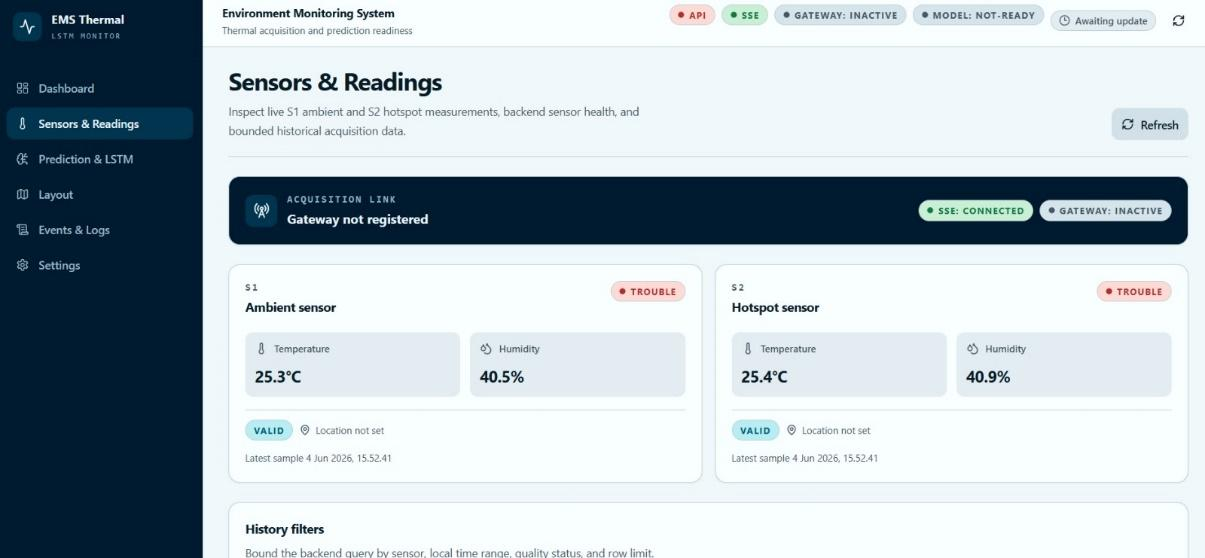 EMS Thermal
LSTM MONITOR
Dashboard
Sensors & Readings
Prediction & LSTM
Layout
Events & Logs
Settings
Environment Monitoring System
Thermal acquisition and prediction readiness
API
SSE
GATEWAY: INACTIVE
MODEL: NOT-READY
Awaiting update
Sensors & Readings
Inspect live S1 ambient and S2 hotspot measurements, backend sensor health, and
bounded historical acquisition data.
Refresh
ACQUISITION LINK
Gateway not registered
SSE: CONNECTED
GATEWAY: INACTIVE
S1
TROUBLE
Ambient sensor
Temperature
25.3°C
Humidity
40.5%
VALID
Location not set
Latest sample 4 Jun 2026, 15.52.41
S2
TROUBLE
Hotspot sensor
Temperature
25.4°C
Humidity
40.9%
VALID
Location not set
Latest sample 4 Jun 2026, 15.52.41
History filters
Bound the backend query by sensor, local time range, quality status, and row limit.